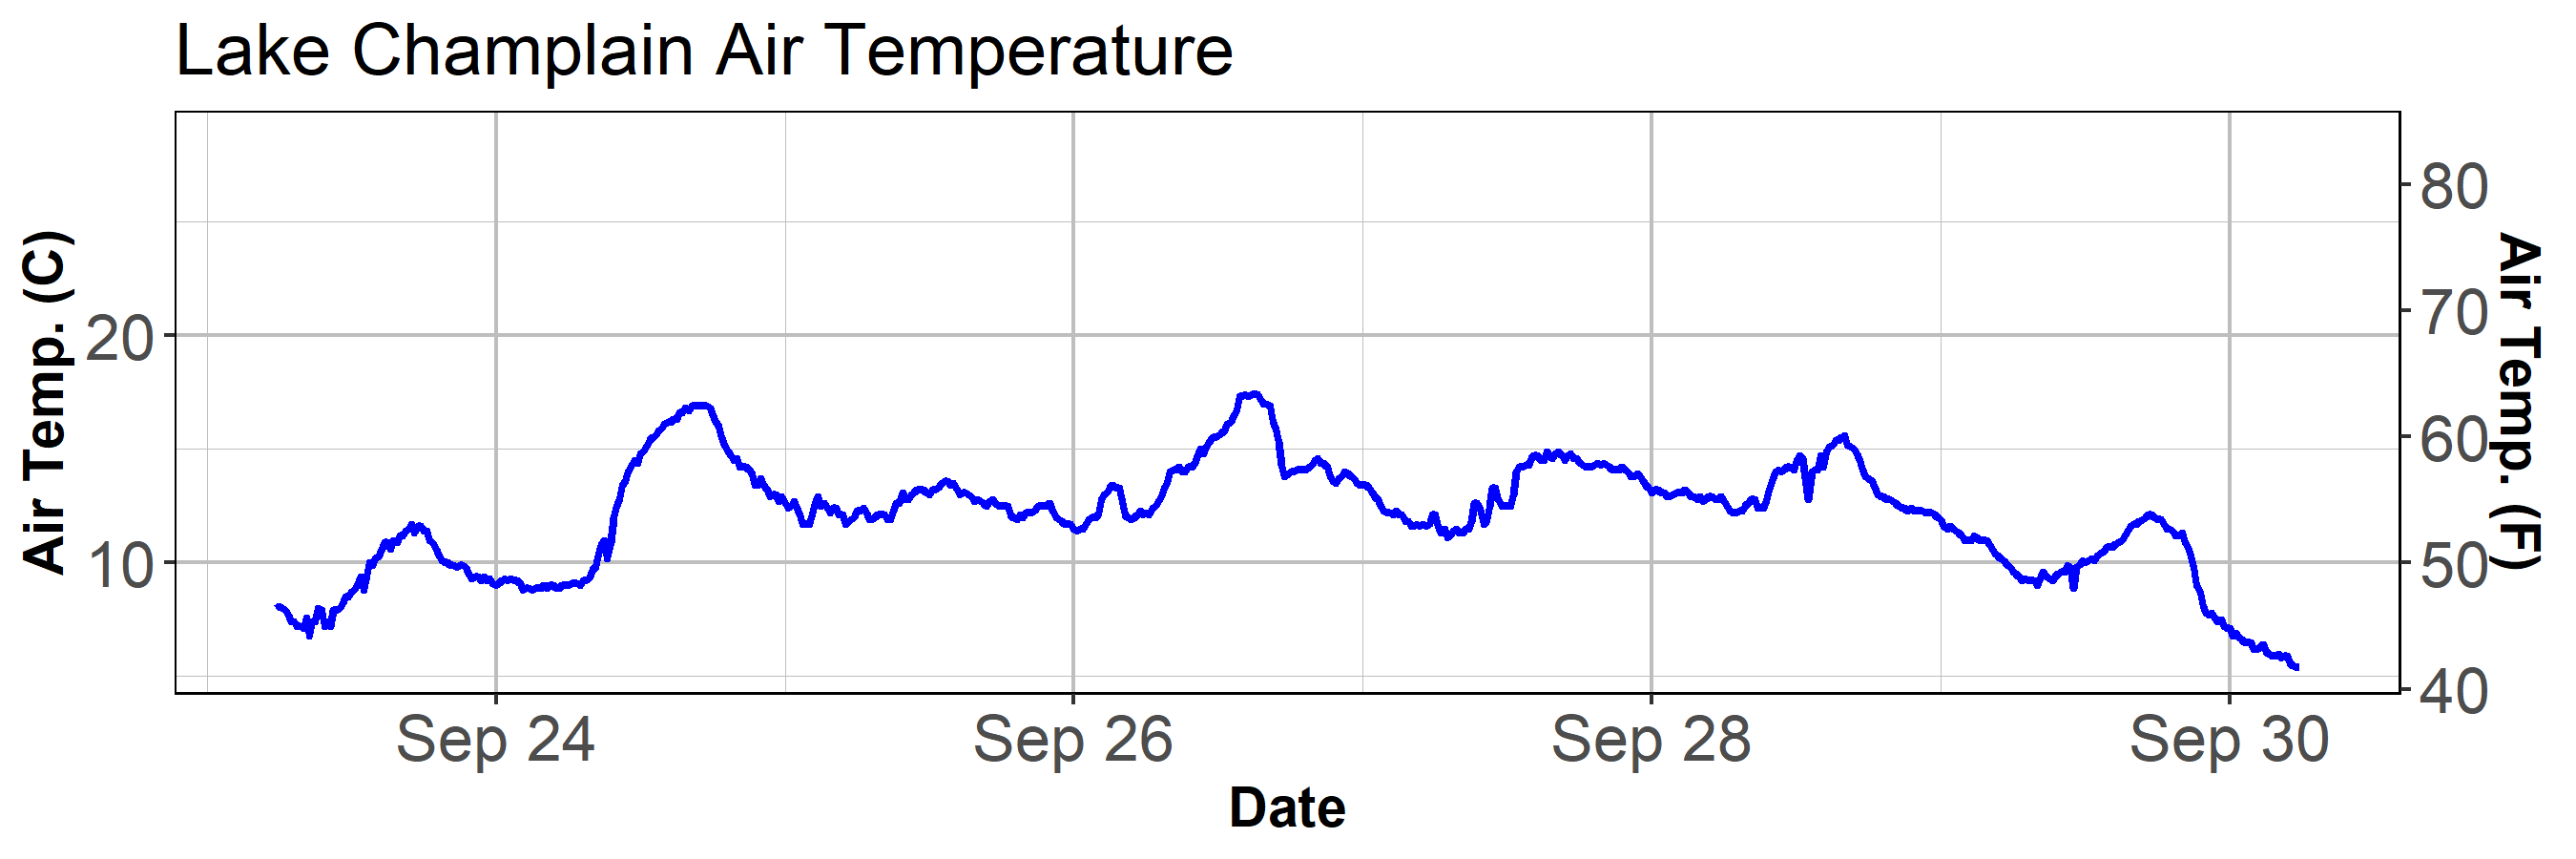 Lake Champlain Air Temperature
Air Temp. (C)
20
10
80
70
60
50
40
Air Temp. (F)
Sep 24
Sep 26
Sep 28
Sep 30
Date